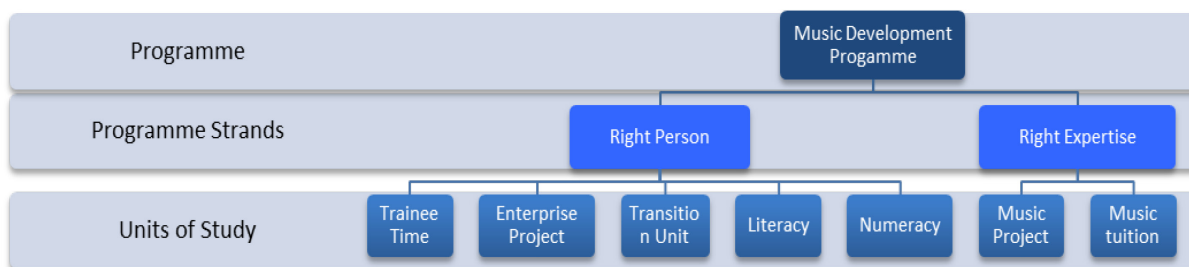 Programme
Music Development
Progamme
Programme Strands
Right Person
Right Expertise
Units of Study
Trainee
Time
Enterprise
Project
Transitio
n Unit
Literacy
Numeracy
Music
Project
Music
tuition